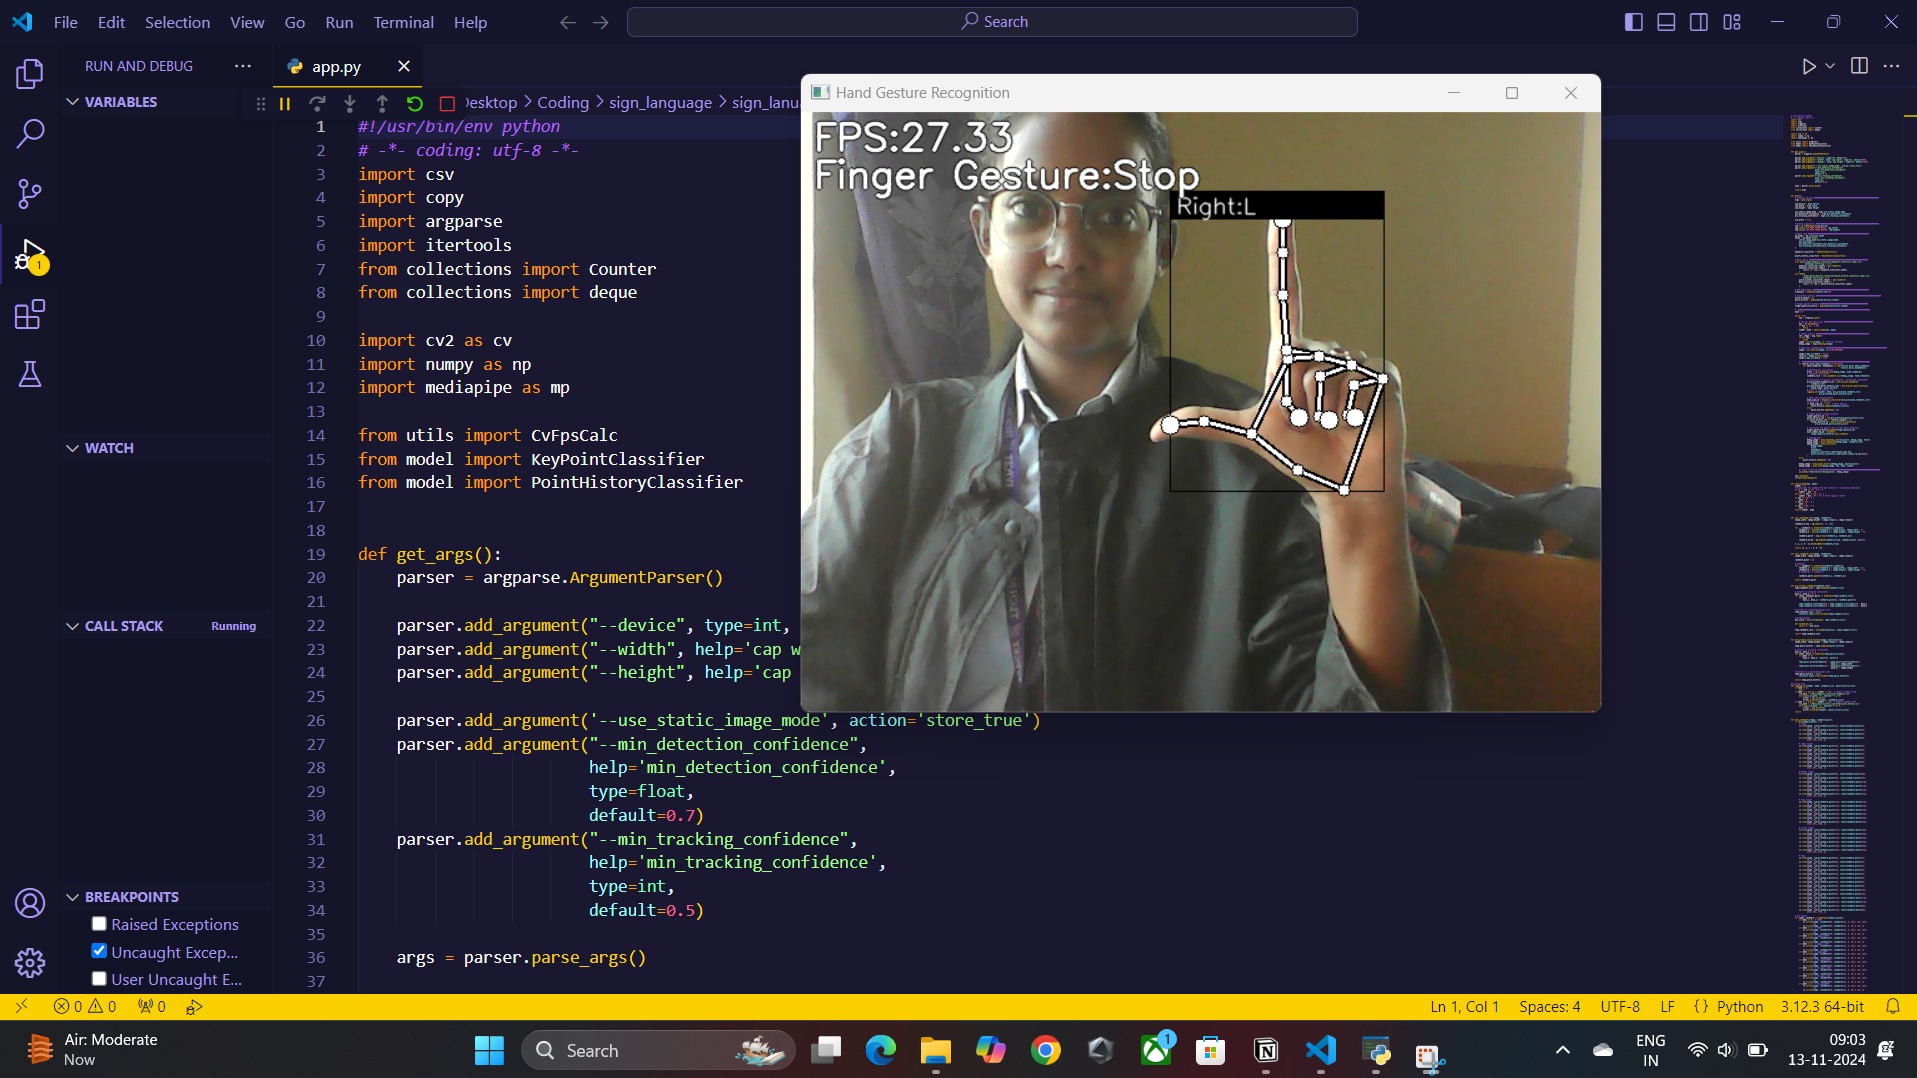 File Edit Selection View Go Run Terminal Help
Search
RUN AND DEBUG
app.py
VARIABLES
Desktop > Coding > sign_language >
1 #!/usr/bin/env python
2 # -*- coding: utf-8 -*-
3 import csv
4 import copy
5 import argparse
6 import itertools
7 from collections import Counter
8 from collections import deque
9
10 import cv2 as cv
11 import numpy as np
12 import mediapipe as mp
13
14 from utils import CvFpsCalc
15 from model import KeyPointClassifier
16 from model import PointHistoryClassifier
17
18
19 def get_args():
20 parser = argparse.ArgumentParser()
21
22 parser.add_argument("--device", type=int,
23 parser.add_argument("--width", help='cap w
24 parser.add_argument("--height", help='cap
25
26 parser.add_argument('--use_static_image_mode', action='store_true')
27 parser.add_argument("--min_detection_confidence",
28 help='min_detection_confidence',
29 type=float,
30 default=0.7)
31 parser.add_argument("--min_tracking_confidence",
32 help='min_tracking_confidence',
33 type=int,
34 default=0.5)
35
36 args = parser.parse_args()
37
Hand Gesture Recognition
FPS:27.33
Finger Gesture:Stop
Right:L
WATCH
CALL STACK Running
BREAKPOINTS
Raised Exceptions
Uncaught Excep...
User Uncaught E...
1
0 0 0
Ln 1, Col 1 Spaces: 4 UTF-8 LF {} Python 3.12.3 64-bit
Air: Moderate
Now
Search
1
ENG
IN
09:03
13-11-2024